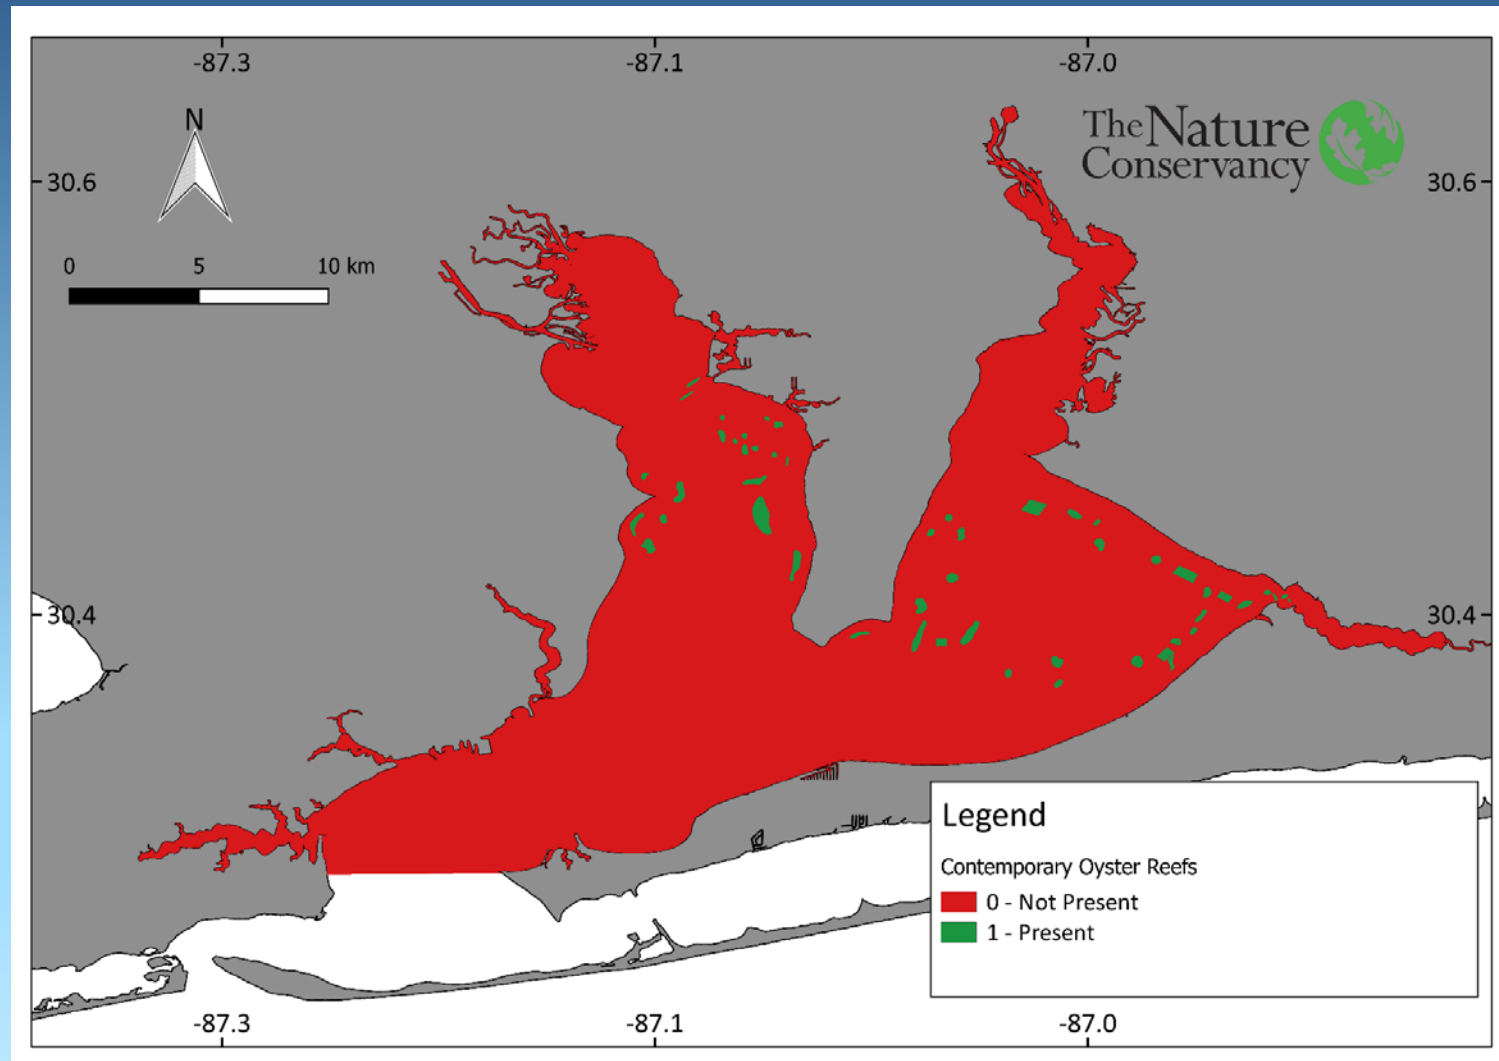 -87.3
-87.1
-87.0
N
The Nature
Conservancy
30.6
30.6
0
5
10 km
30.4
30.4
Legend
Contemporary Oyster Reefs
0 - Not Present
1 - Present
-87.3
-87.1
-87.0